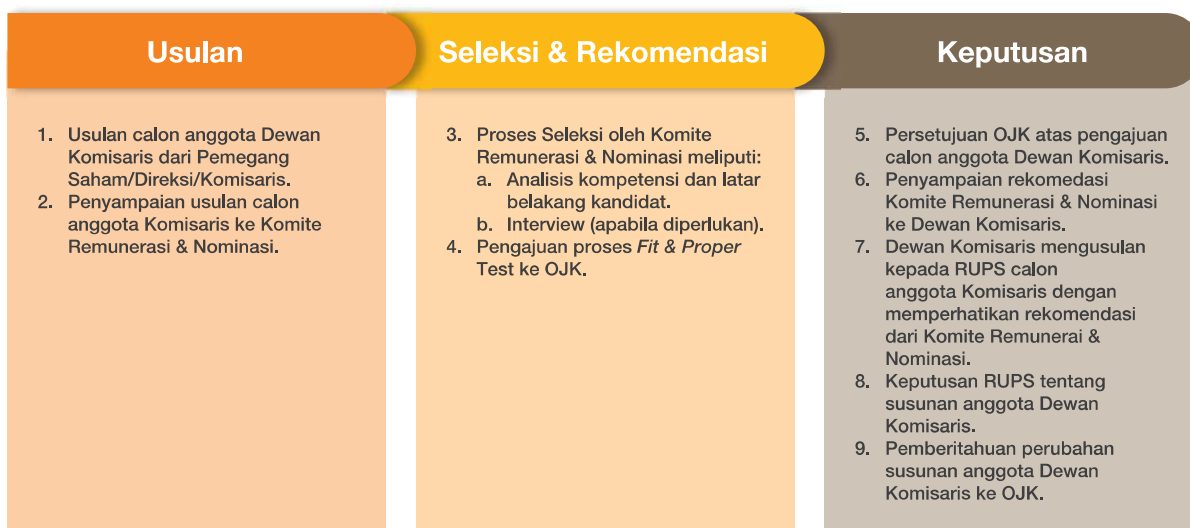 Usulan
1. Usulan calon anggota Dewan
Komisaris dari Pemegang
Saham/Direksi/Komisaris.
2. Penyampaian usulan calon
anggota Komisaris ke Komite
Remunerasi & Nominasi.
Seleksi & Rekomendasi
3. Proses Seleksi oleh Komite
Remunerasi & Nominasi meliputi:
a. Analisis kompetensi dan latar
belakang kandidat.
b. Interview (apabila diperlukan).
4. Pengajuan proses Fit & Proper
Test ke OJK.
Keputusan
5. Persetujuan OJK atas pengajuan
calon anggota Dewan Komisaris.
6. Penyampaian rekomedasi
Komite Remunerasi & Nominasi
ke Dewan Komisaris.
7. Dewan Komisaris mengusulan
kepada RUPS calon
anggota Komisaris dengan
memperhatikan rekomendasi
dari Komite Remunerai &
Nominasi.
8. Keputusan RUPS tentang
susunan anggota Dewan
Komisaris.
9. Pemberitahuan perubahan
susunan anggota Dewan
Komisaris ke OJK.